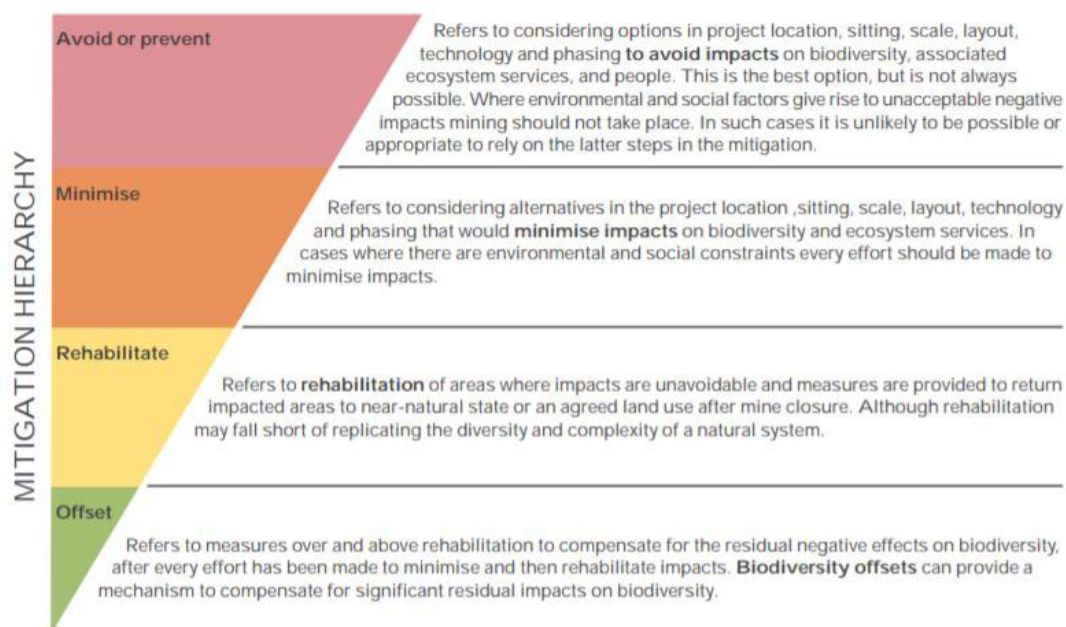 MITIGATION HIERARCHY
Avoid or prevent
Refers to considering options in project location, sitting, scale, layout,
technology and phasing to avoid impacts on biodiversity, associated
ecosystem services, and people. This is the best option, but is not always
possible. Where environmental and social factors give rise to unacceptable negative
impacts mining should not take place. In such cases it is unlikely to be possible or
appropriate to rely on the latter steps in the mitigation.
Minimise
Refers to considering alternatives in the project location ,sitting, scale, layout, technology
and phasing that would minimise impacts on biodiversity and ecosystem services. In
cases where there are environmental and social constraints every effort should be made to
minimise impacts.
Rehabilitate
Refers to rehabilitation of areas where impacts are unavoidable and measures are provided to return
impacted areas to near-natural state or an agreed land use after mine closure. Although rehabilitation
may fall short of replicating the diversity and complexity of a natural system.
Offset
Refers to measures over and above rehabilitation to compensate for the residual negative effects on biodiversity,
after every effort has been made to minimise and then rehabilitate impacts. Biodiversity offsets can provide a
mechanism to compensate for significant residual impacts on biodiversity.